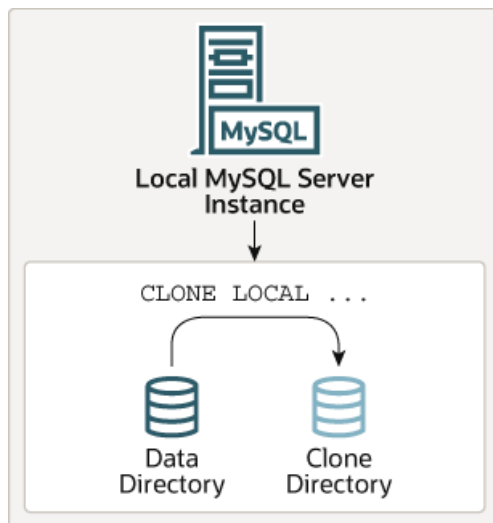 MySQL
Local MySQL Server
Instance
CLONE LOCAL ...
Data
Directory
Clone
Directory